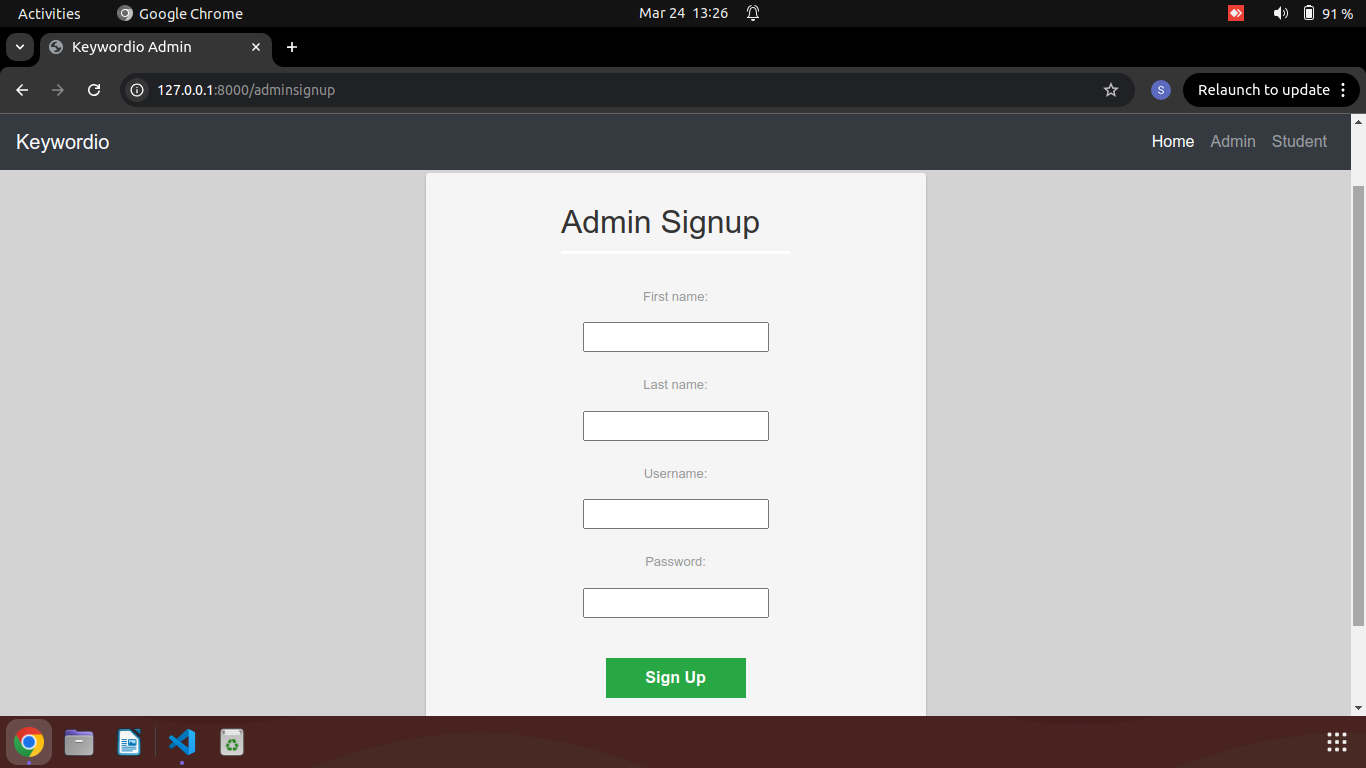 Activities Google Chrome Mar 24 13:26 91 %
Keywordio Admin
127.0.0.1:8000/adminsignup S Relaunch to update
Keywordio Home Admin Student
Admin Signup
First name:
Last name:
Username:
Password:
Sign Up